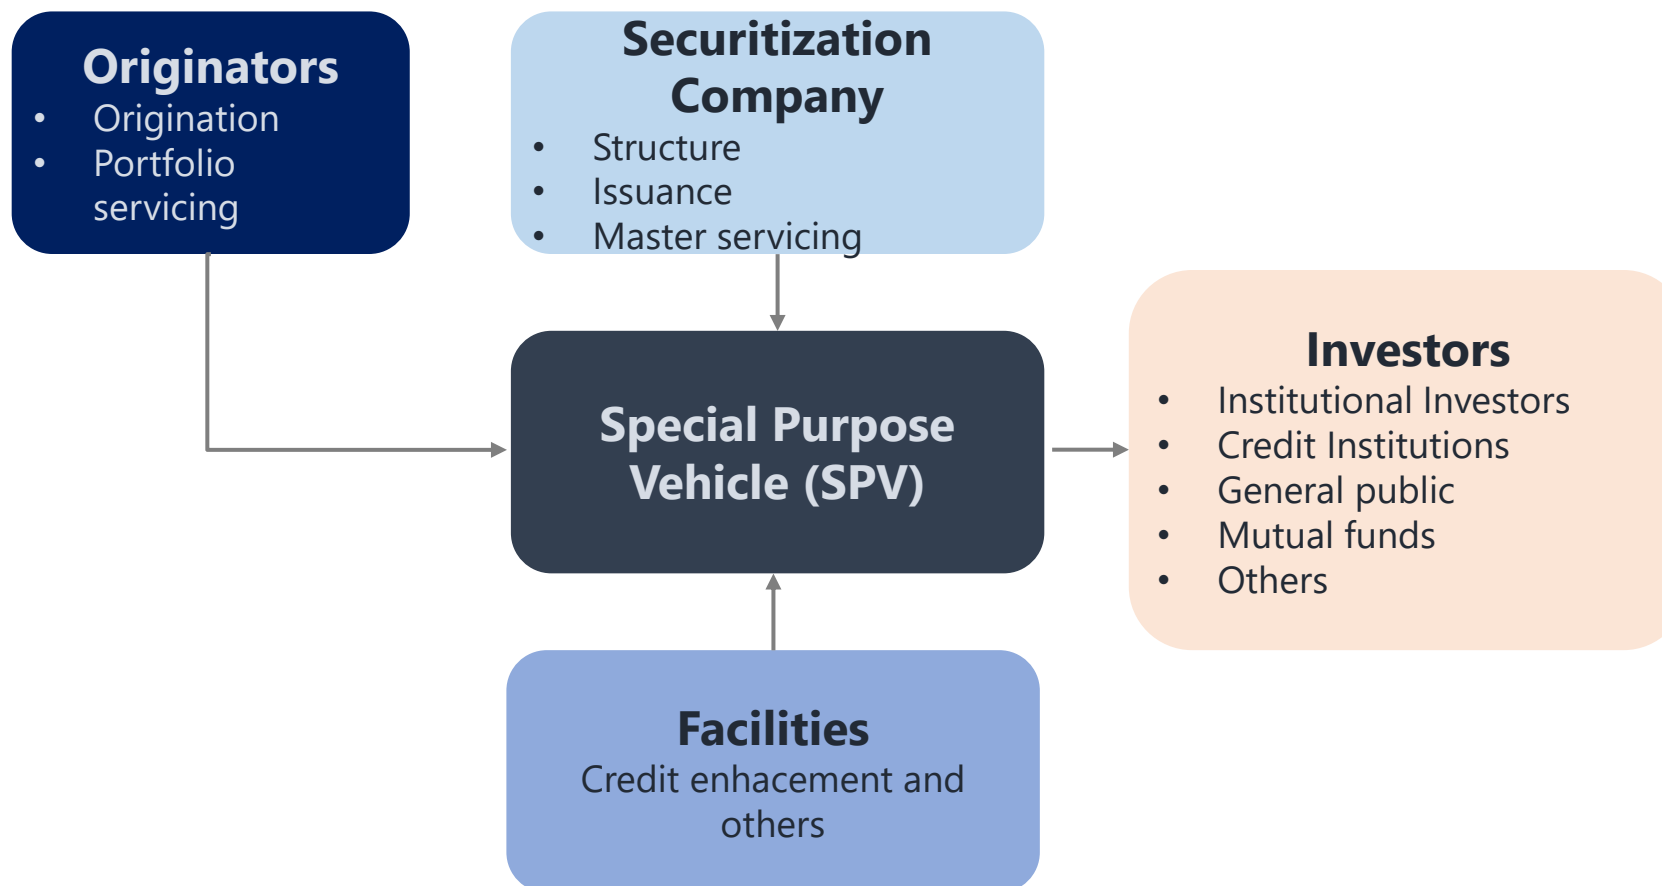 Originators
• Origination
• Portfolio
servicing
Securitization
Company
• Structure
• Issuance
• Master servicing
Special Purpose
Vehicle (SPV)
Investors
• Institutional Investors
• Credit Institutions
• General public
• Mutual funds
• Others
Facilities
Credit enhacement and
others